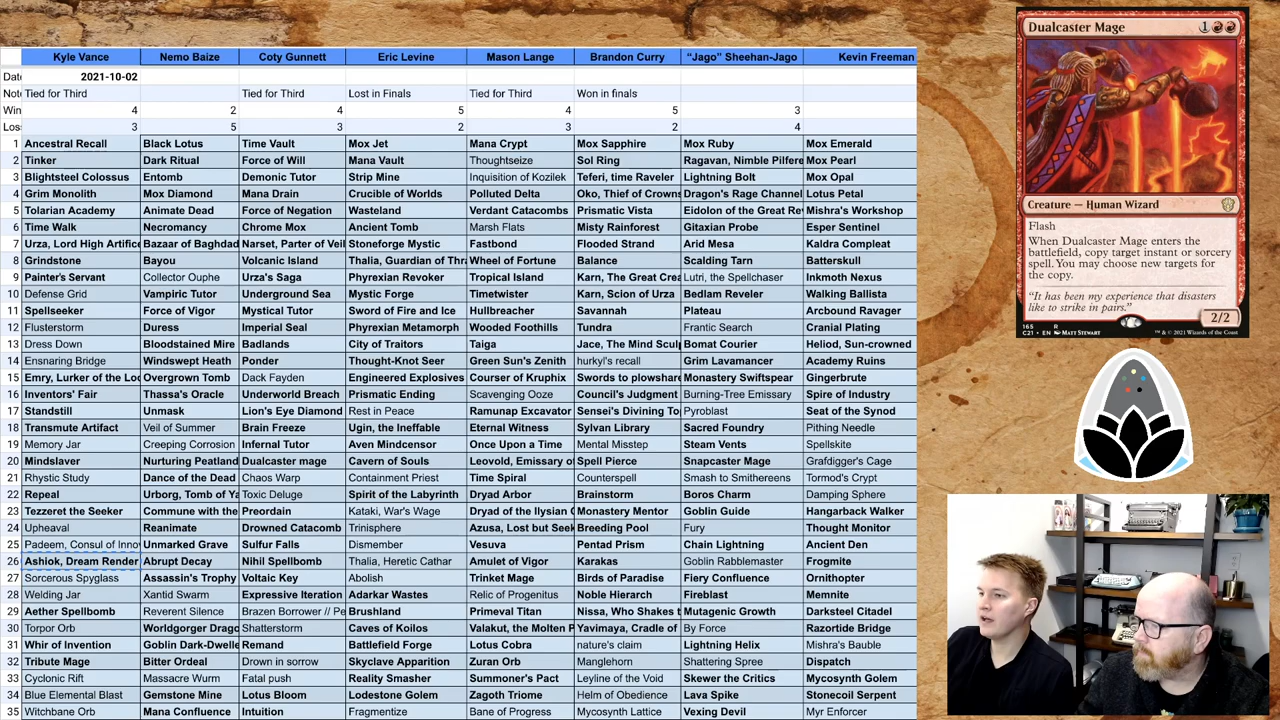 Kyle Vance Nemo Baize Coty Gunnett Eric Levine Mason Lange Brandon Curry “Jago” Sheehan-Jago Kevin Freeman
Date 2021-10-02
Note Tied for Third Tied for Third Lost in Finals Tied for Third Won in finals
Win 4 2 4 5 4 5 3
Loss 3 5 3 2 3 2 4
1 Ancestral Recall Black Lotus Time Vault Mox Jet Mana Crypt Mox Sapphire Mox Ruby Mox Emerald
2 Tinker Dark Ritual Force of Will Mana Vault Thoughtseize Sol Ring Ragavan, Nimble Pilfere Mox Pearl
3 Blightsteel Colossus Entomb Demonic Tutor Strip Mine Inquisition of Kozilek Teferi, time Raveler Lightning Bolt Mox Opal
4 Grim Monolith Mox Diamond Mana Drain Crucible of Worlds Polluted Delta Oko, Thief of Crowns Dragon's Rage Channel Lotus Petal
5 Tolarian Academy Animate Dead Force of Negation Wasteland Verdant Catacombs Prismatic Vista Eidolon of the Great Rev Mishra's Workshop
6 Time Walk Necromancy Chrome Mox Ancient Tomb Marsh Flats Misty Rainforest Gitaxian Probe Esper Sentinel
7 Urza, Lord High Artifice Bazaar of Baghdad Narset, Parter of Veil Stoneforge Mystic Fastbond Flooded Strand Arid Mesa Kaldra Compleat
8 Grindstone Bayou Volcanic Island Thalia, Guardian of Thra Wheel of Fortune Balance Scalding Tarn Batterskull
9 Painter's Servant Collector Ouphe Urza's Saga Phyrexian Revoker Tropical Island Karn, The Great Crea Lutri, the Spellchaser Inkmoth Nexus
10 Defense Grid Vampiric Tutor Underground Sea Mystic Forge Timetwister Karn, Scion of Urza Bedlam Reveler Walking Ballista
11 Spellseeker Force of Vigor Mystical Tutor Sword of Fire and Ice Hullbreacher Savannah Plateau Arcbound Ravager
12 Flusterstorm Duress Imperial Seal Phyrexian Metamorph Wooded Foothills Tundra Frantic Search Cranial Plating
13 Dress Down Bloodstained Mire Badlands City of Traitors Taiga Jace, The Mind Sculp Bomat Courier Heliod, Sun-crowned
14 Ensnaring Bridge Windswept Heath Ponder Thought-Knot Seer Green Sun's Zenith hurkyl's recall Grim Lavamancer Academy Ruins
15 Emry, Lurker of the Loc Overgrown Tomb Dack Fayden Engineered Explosives Courser of Kruphix Swords to plowshare Monastery Swiftspear Gingerbrute
16 Inventors' Fair Thassa's Oracle Underworld Breach Prismatic Ending Scavenging Ooze Council's Judgment Burning-Tree Emissary Spire of Industry
17 Standstill Unmask Lion's Eye Diamond Rest in Peace Ramunap Excavator Sensei's Divining To Pyroblast Seat of the Synod
18 Transmute Artifact Veil of Summer Brain Freeze Ugin, the Ineffable Eternal Witness Sylvan Library Sacred Foundry Pithing Needle
19 Memory Jar Creeping Corrosion Infernal Tutor Aven Mindcensor Once Upon a Time Mental Misstep Steam Vents Spellskite
20 Mindslaver Nurturing Peatland Dualcaster mage Cavern of Souls Leovold, Emissary of Spell Pierce Snapcaster Mage Grafdigger's Cage
21 Rhystic Study Dance of the Dead Chaos Warp Containment Priest Time Spiral Counterspell Smash to Smithereens Tormod's Crypt
22 Repeal Urborg, Tomb of Ya Toxic Deluge Spirit of the Labyrinth Dryad Arbor Brainstorm Boros Charm Damping Sphere
23 Tezzeret the Seeker Commune with the Preordain Kataki, War's Wage Dryad of the Ilysian G Monastery Mentor Goblin Guide Hangarback Walker
24 Upheaval Reanimate Drowned Catacomb Trinisphere Azusa, Lost but Seek Breeding Pool Fury Thought Monitor
25 Padeem, Consul of Innov Unmarked Grave Sulfur Falls Dismember Vesuva Pentad Prism Chain Lightning Ancient Den
26 Ashiok, Dream Render Abrupt Decay Nihil Spellbomb Thalia, Heretic Cathar Amulet of Vigor Karakas Goblin Rabblemaster Frogmite
27 Sorcerous Spyglass Assassin's Trophy Voltaic Key Abolish Trinket Mage Birds of Paradise Fiery Confluence Ornithopter
28 Welding Jar Xantid Swarm Expressive Iteration Adarkar Wastes Relic of Progenitus Noble Hierarch Fireblast Memnite
29 Aether Spellbomb Reverent Silence Brazen Borrower // Pe Brushland Primeval Titan Nissa, Who Shakes t Mutagenic Growth Darksteel Citadel
30 Torpor Orb Worldgorger Drago Shatterstorm Caves of Koilos Valakut, the Molten P Yavimaya, Cradle of By Force Razortide Bridge
31 Whir of Invention Goblin Dark-Dwelle Remand Battlefield Forge Lotus Cobra nature's claim Lightning Helix Mishra's Bauble
32 Tribute Mage Bitter Ordeal Drown in sorrow Skyclave Apparition Zuran Orb Manglehorn Shattering Spree Dispatch
33 Cyclonic Rift Massacre Wurm Fatal push Reality Smasher Summoner's Pact Leyline of the Void Skewer the Critics Mycosynth Golem
34 Blue Elemental Blast Gemstone Mine Lotus Bloom Lodestone Golem Zagoth Triome Helm of Obedience Lava Spike Stonecoil Serpent
35 Witchbane Orb Mana Confluence Intuition Fragmentize Bane of Progress Mycosynth Lattice Vexing Devil Myr Enforcer
Dualcaster Mage 1
Creature — Human Wizard
Flash
When Dualcaster Mage enters the
battlefield, copy target instant or sorcery
spell. You may choose new targets for
the copy.
“It has been my experience that disasters
like to strike in pairs.”
2/2
165 R
C21 • EN MATT STEWART ™ & © 2021 Wizards of the Coast